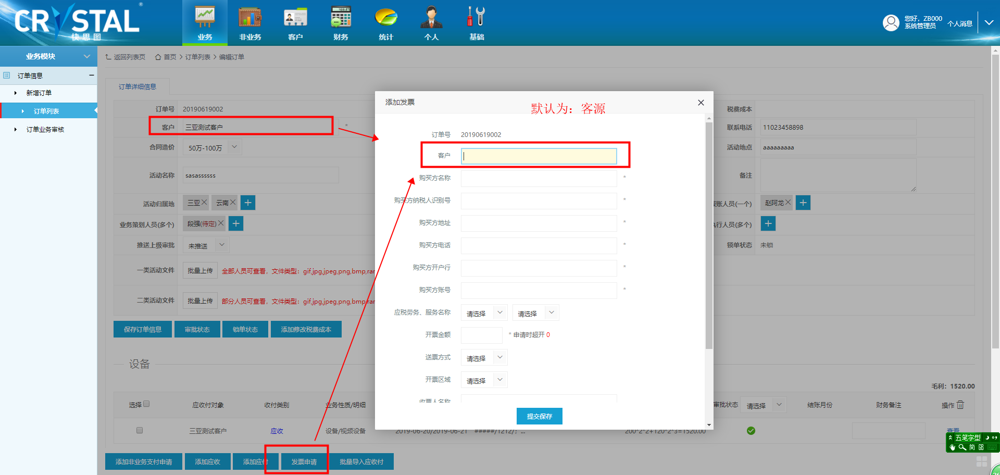 CRYSTAL ®
快思图
业务
非业务
客户
财务
统计
个人
基础
您好，ZB000
系统管理员
个人消息
业务模块
订单信息
新增订单
订单列表
订单业务审核
返回列表页 首页 > 订单列表 > 编辑订单
订单详细信息
订单号 20190619002
客户 三亚测试客户 *
合同造价 50万-100万
活动名称 sasassssss
活动归属地 三亚 云南
业务策划人员(多个) 段强(待定)
推送上级审批 未推送
一类活动文件 批量上传 全部人员可查看，文件类型：gif,jpg,jpeg,png,bmp,rar
二类活动文件 批量上传 部分人员可查看，文件类型：gif,jpg,jpeg,png,bmp,rar
税费成本
联系电话 11023458898
活动地点 aaaaaaaaa
备注
账人员(一个) 赵阿龙
行人员(多个)
锁单状态 未锁
保存订单信息 审批状态 锁单状态 添加修改税费成本
设备
毛利：1520.00
选择 应收付对象 收付类别 业务性质/明细 审批状态 请选择 结账月份 财务备注 操作
三亚测试客户 应收 设备/视频设备 2019-06-20/2019-06-21 #####/1212/；... 200*2*2+120*2*3=1520.00 查看
添加非业务支付申请 添加应收 添加应付 发票申请 批量导入应收付
添加发票
默认为：客源
订单号 20190619002
客户
购买方名称 *
购买方纳税人识别号 *
购买方地址 *
购买方电话 *
购买方开户行 *
购买方账号 *
应税劳务、服务名称 请选择 请选择
开票金额 * 申请时超开 0
送票方式 请选择
开票区域 请选择
收票人名称
提交保存
五笔字型
简